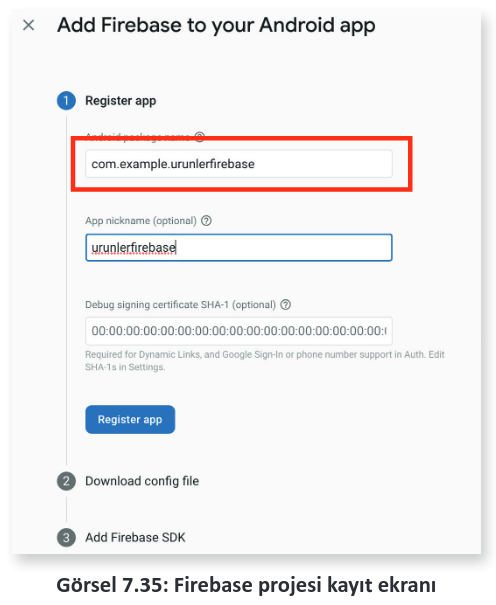 Add Firebase to your Android app
1 Register app
Android package name
com.example.urunlerfirebase
App nickname (optional)
urunlerfirebase
Debug signing certificate SHA-1 (optional)
00:00:00:00:00:00:00:00:00:00:00:00:00:00:00:00:00:(
Required for Dynamic Links, and Google Sign-In or phone number support in Auth. Edit
SHA-1s in Settings.
Register app
2 Download config file
3 Add Firebase SDK
Görsel 7.35: Firebase projesi kayıt ekranı